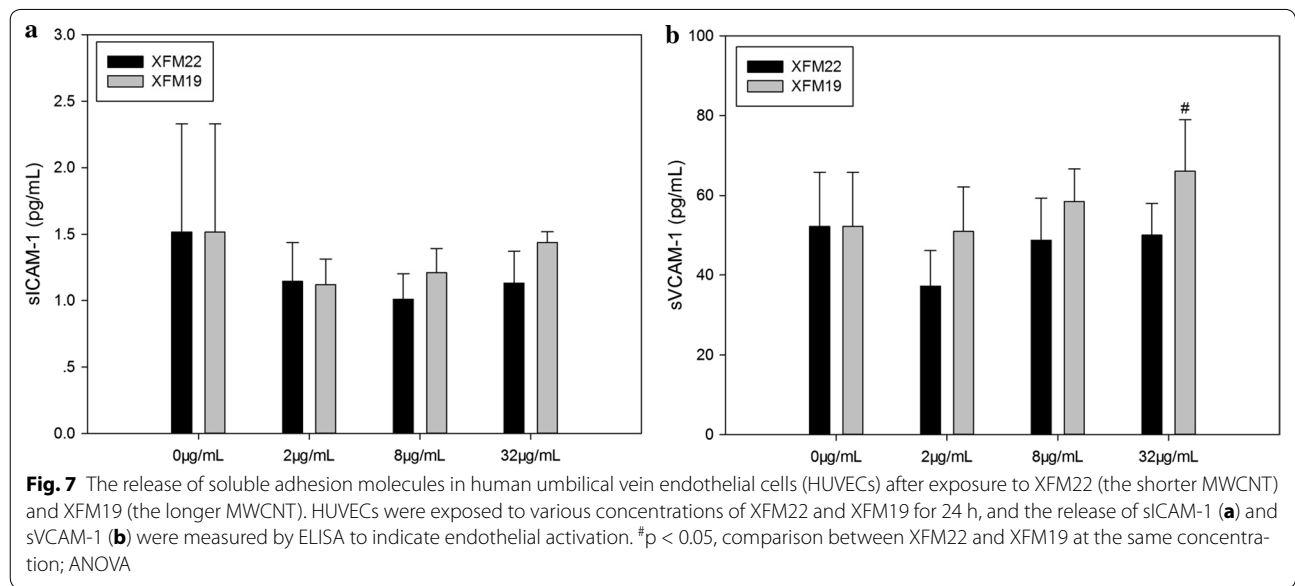 a
3.0
2.5
2.0
1.5
1.0
.5
0.0
sICAM-1 (pg/mL)
XFM22
XFM19
0µg/mL 2µg/mL 8µg/mL 32µg/mL
b
100
80
60
40
20
0
sVCAM-1 (pg/mL)
XFM22
XFM19
#
0µg/mL 2µg/mL 8µg/mL 32µg/mL
Fig. 7 The release of soluble adhesion molecules in human umbilical vein endothelial cells (HUVECs) after exposure to XFM22 (the shorter MWCNT)
and XFM19 (the longer MWCNT). HUVECs were exposed to various concentrations of XFM22 and XFM19 for 24 h, and the release of sICAM-1 (a) and
sVCAM-1 (b) were measured by ELISA to indicate endothelial activation. #p < 0.05, comparison between XFM22 and XFM19 at the same concentra-
tion; ANOVA